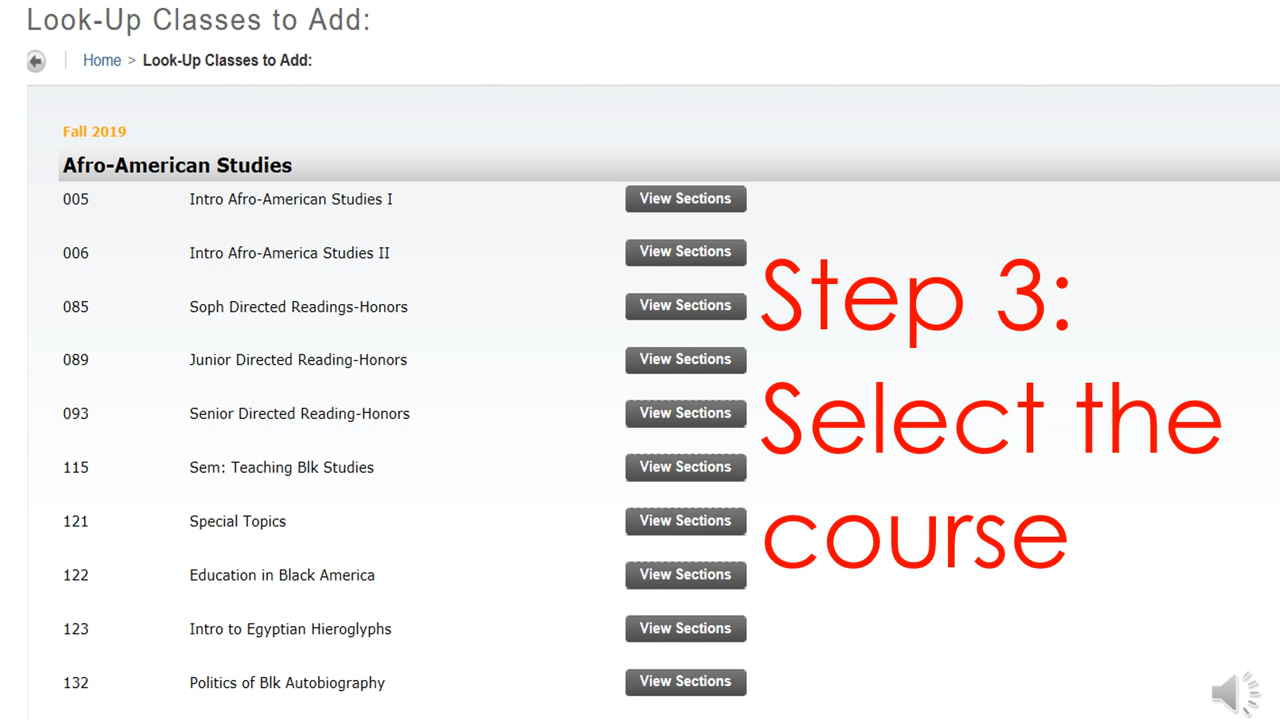 Look-Up Classes to Add:
Home > Look-Up Classes to Add:
Fall 2019
Afro-American Studies
005 Intro Afro-American Studies I View Sections
006 Intro Afro-America Studies II View Sections
085 Soph Directed Readings-Honors View Sections
089 Junior Directed Reading-Honors View Sections
093 Senior Directed Reading-Honors View Sections
115 Sem: Teaching Blk Studies View Sections
121 Special Topics View Sections
122 Education in Black America View Sections
123 Intro to Egyptian Hieroglyphs View Sections
132 Politics of Blk Autobiography View Sections
Step 3:
Select the
course